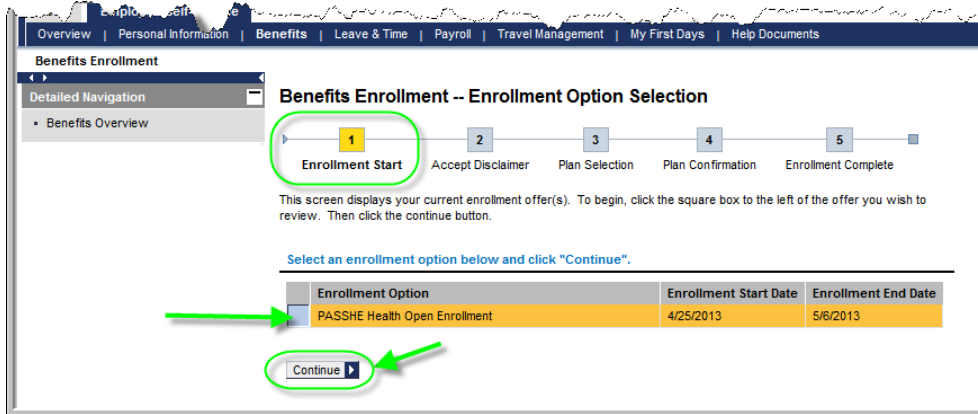 Overview | Personal Information | Benefits | Leave & Time | Payroll | Travel Management | My First Days | Help Documents
Benefits Enrollment
Detailed Navigation
Benefits Overview
Benefits Enrollment -- Enrollment Option Selection
1 2 3 4 5
Enrollment Start Accept Disclaimer Plan Selection Plan Confirmation Enrollment Complete
This screen displays your current enrollment offer(s). To begin, click the square box to the left of the offer you wish to
review. Then click the continue button.
Select an enrollment option below and click "Continue".
Enrollment Option Enrollment Start Date Enrollment End Date
PASSHE Health Open Enrollment 4/25/2013 5/6/2013
Continue